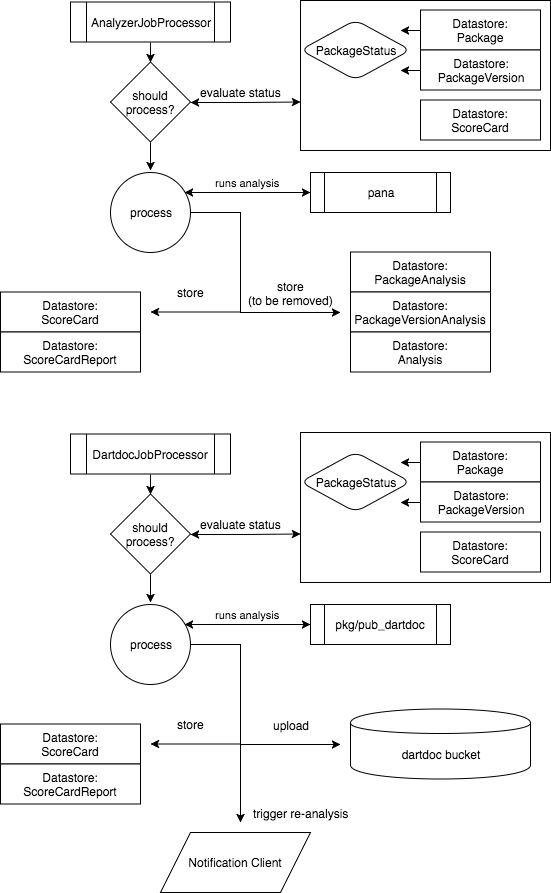 AnalyzerJobProcessor
Datastore:
Package
PackageStatus
Datastore:
PackageVersion
should
process?
evaluate status
Datastore:
ScoreCard
runs analysis
process
pana
store
store
(to be removed)
Datastore:
PackageAnalysis
Datastore:
ScoreCard
Datastore:
PackageVersionAnalysis
Datastore:
ScoreCardReport
Datastore:
Analysis
DartdocJobProcessor
Datastore:
Package
PackageStatus
Datastore:
PackageVersion
should
process?
evaluate status
Datastore:
ScoreCard
runs analysis
process
pkg/pub_dartdoc
store
upload
Datastore:
ScoreCard
dartdoc bucket
Datastore:
ScoreCardReport
trigger re-analysis
Notification Client